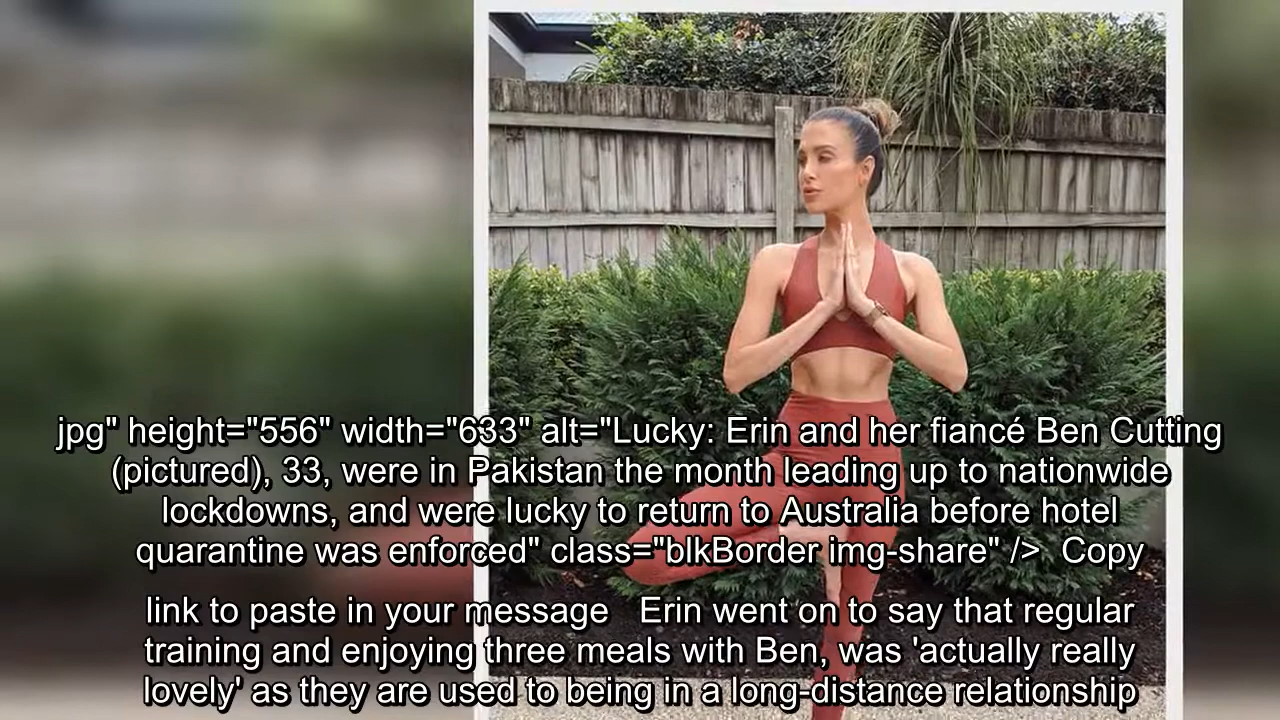 jpg" height="556" width="633" alt="Lucky: Erin and her fiancé Ben Cutting
(pictured), 33, were in Pakistan the month leading up to nationwide
lockdowns, and were lucky to return to Australia before hotel
quarantine was enforced" class="blkBorder img-share" />  Copy
link to paste in your message   Erin went on to say that regular
training and enjoying three meals with Ben, was 'actually really
lovely' as they are used to being in a long-distance relationship